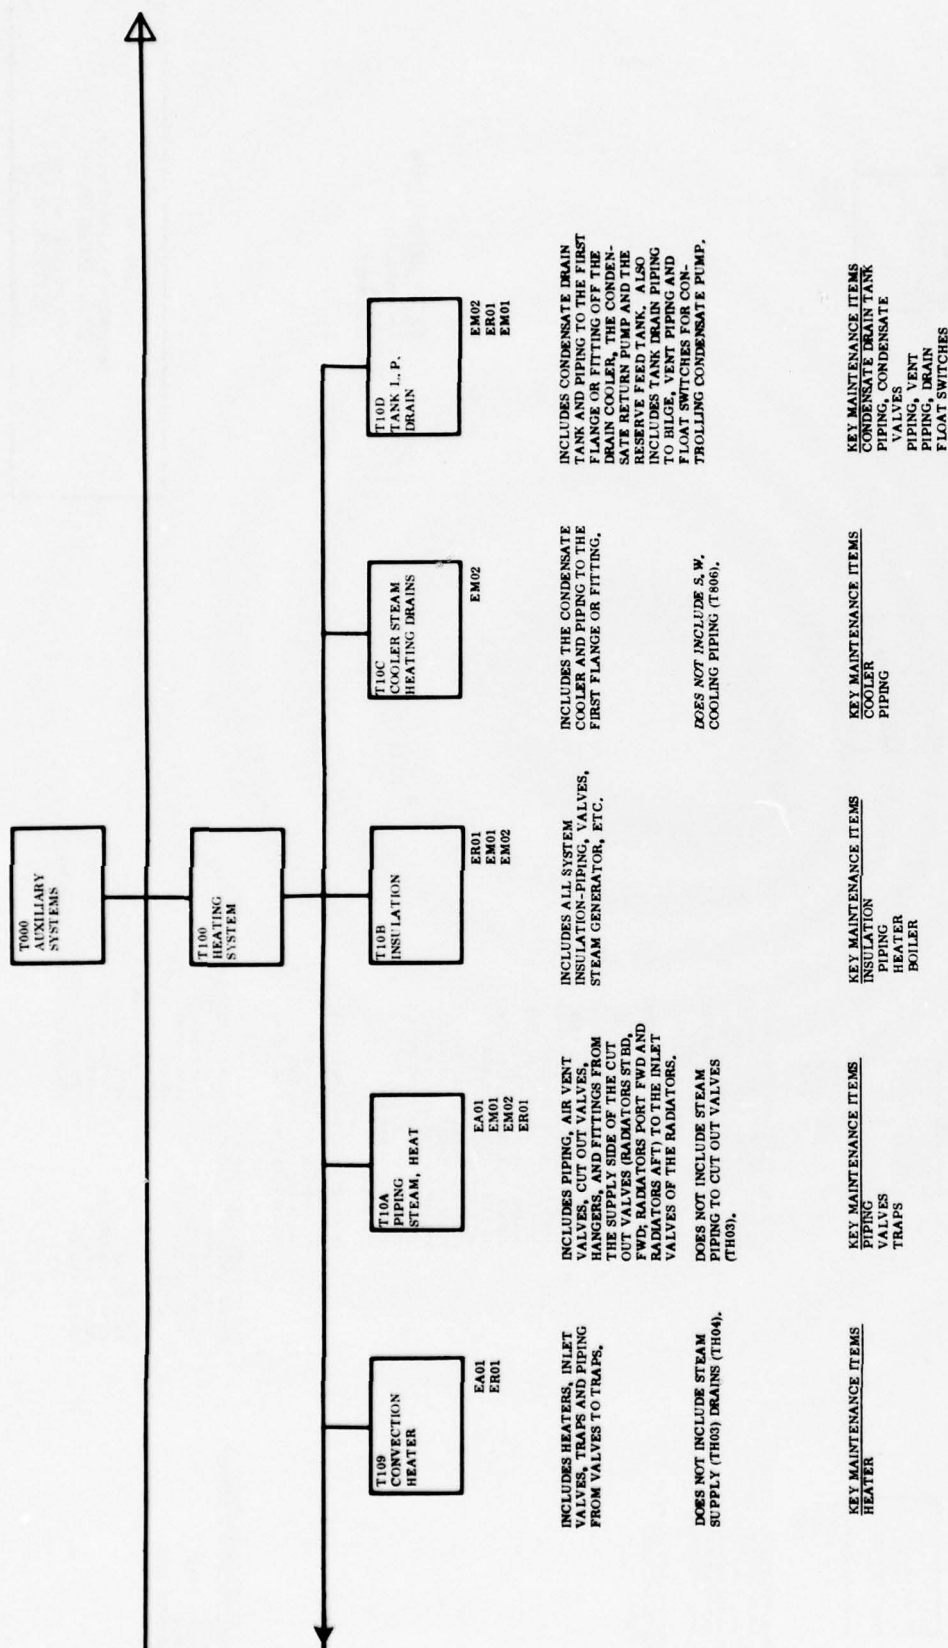 T000
AUXILIARY
SYSTEMS
T100
HEATING
SYSTEM
T109
CONVECTION
HEATER
EA01
ER01
INCLUDES HEATERS, INLET
VALVES, TRAPS AND PIPING
FROM VALVES TO TRAPS.
DOES NOT INCLUDE STEAM
SUPPLY (TH03) DRAINS (TH04).
KEY MAINTENANCE ITEMS
HEATER
T10A
PIPING
STEAM, HEAT
EA01
EM01
EM02
ER01
INCLUDES PIPING, AIR VENT
VALVES, CUT OUT VALVES,
HANGERS, AND FITTINGS FROM
THE SUPPLY SIDE OF THE CUT
OUT VALVES (RADIATORS STBD,
FWD; RADIATORS PORT FWD AND
RADIATORS AFT) TO THE INLET
VALVES OF THE RADIATORS.
DOES NOT INCLUDE STEAM
PIPING TO CUT OUT VALVES
(TH03).
KEY MAINTENANCE ITEMS
PIPING
VALVES
TRAPS
T10B
INSULATION
ER01
EM01
EM02
INCLUDES ALL SYSTEM
INSULATION-PIPING, VALVES,
STEAM GENERATOR, ETC.
KEY MAINTENANCE ITEMS
INSULATION
PIPING
HEATER
BOILER
T10C
COOLER STEAM
HEATING DRAINS
EM02
INCLUDES THE CONDENSATE
COOLER AND PIPING TO THE
FIRST FLANGE OR FITTING.
DOES NOT INCLUDE S.W.
COOLING PIPING (T806).
KEY MAINTENANCE ITEMS
COOLER
PIPING
T10D
TANK L.P.
DRAIN
EM02
ER01
EM01
INCLUDES CONDENSATE DRAIN
TANK AND PIPING TO THE FIRST
FLANGE OR FITTING OFF THE
DRAIN COOLER, THE CONDEN-
SATE RETURN PUMP AND THE
RESERVE FEED TANK. ALSO
INCLUDES TANK DRAIN PIPING
TO BILGE, VENT PIPING AND
FLOAT SWITCHES FOR CON-
TROLLING CONDENSATE PUMP.
KEY MAINTENANCE ITEMS
CONDENSATE DRAIN TANK
PIPING, CONDENSATE
VALVES
PIPING, VENT
PIPING, DRAIN
FLOAT SWITCHES